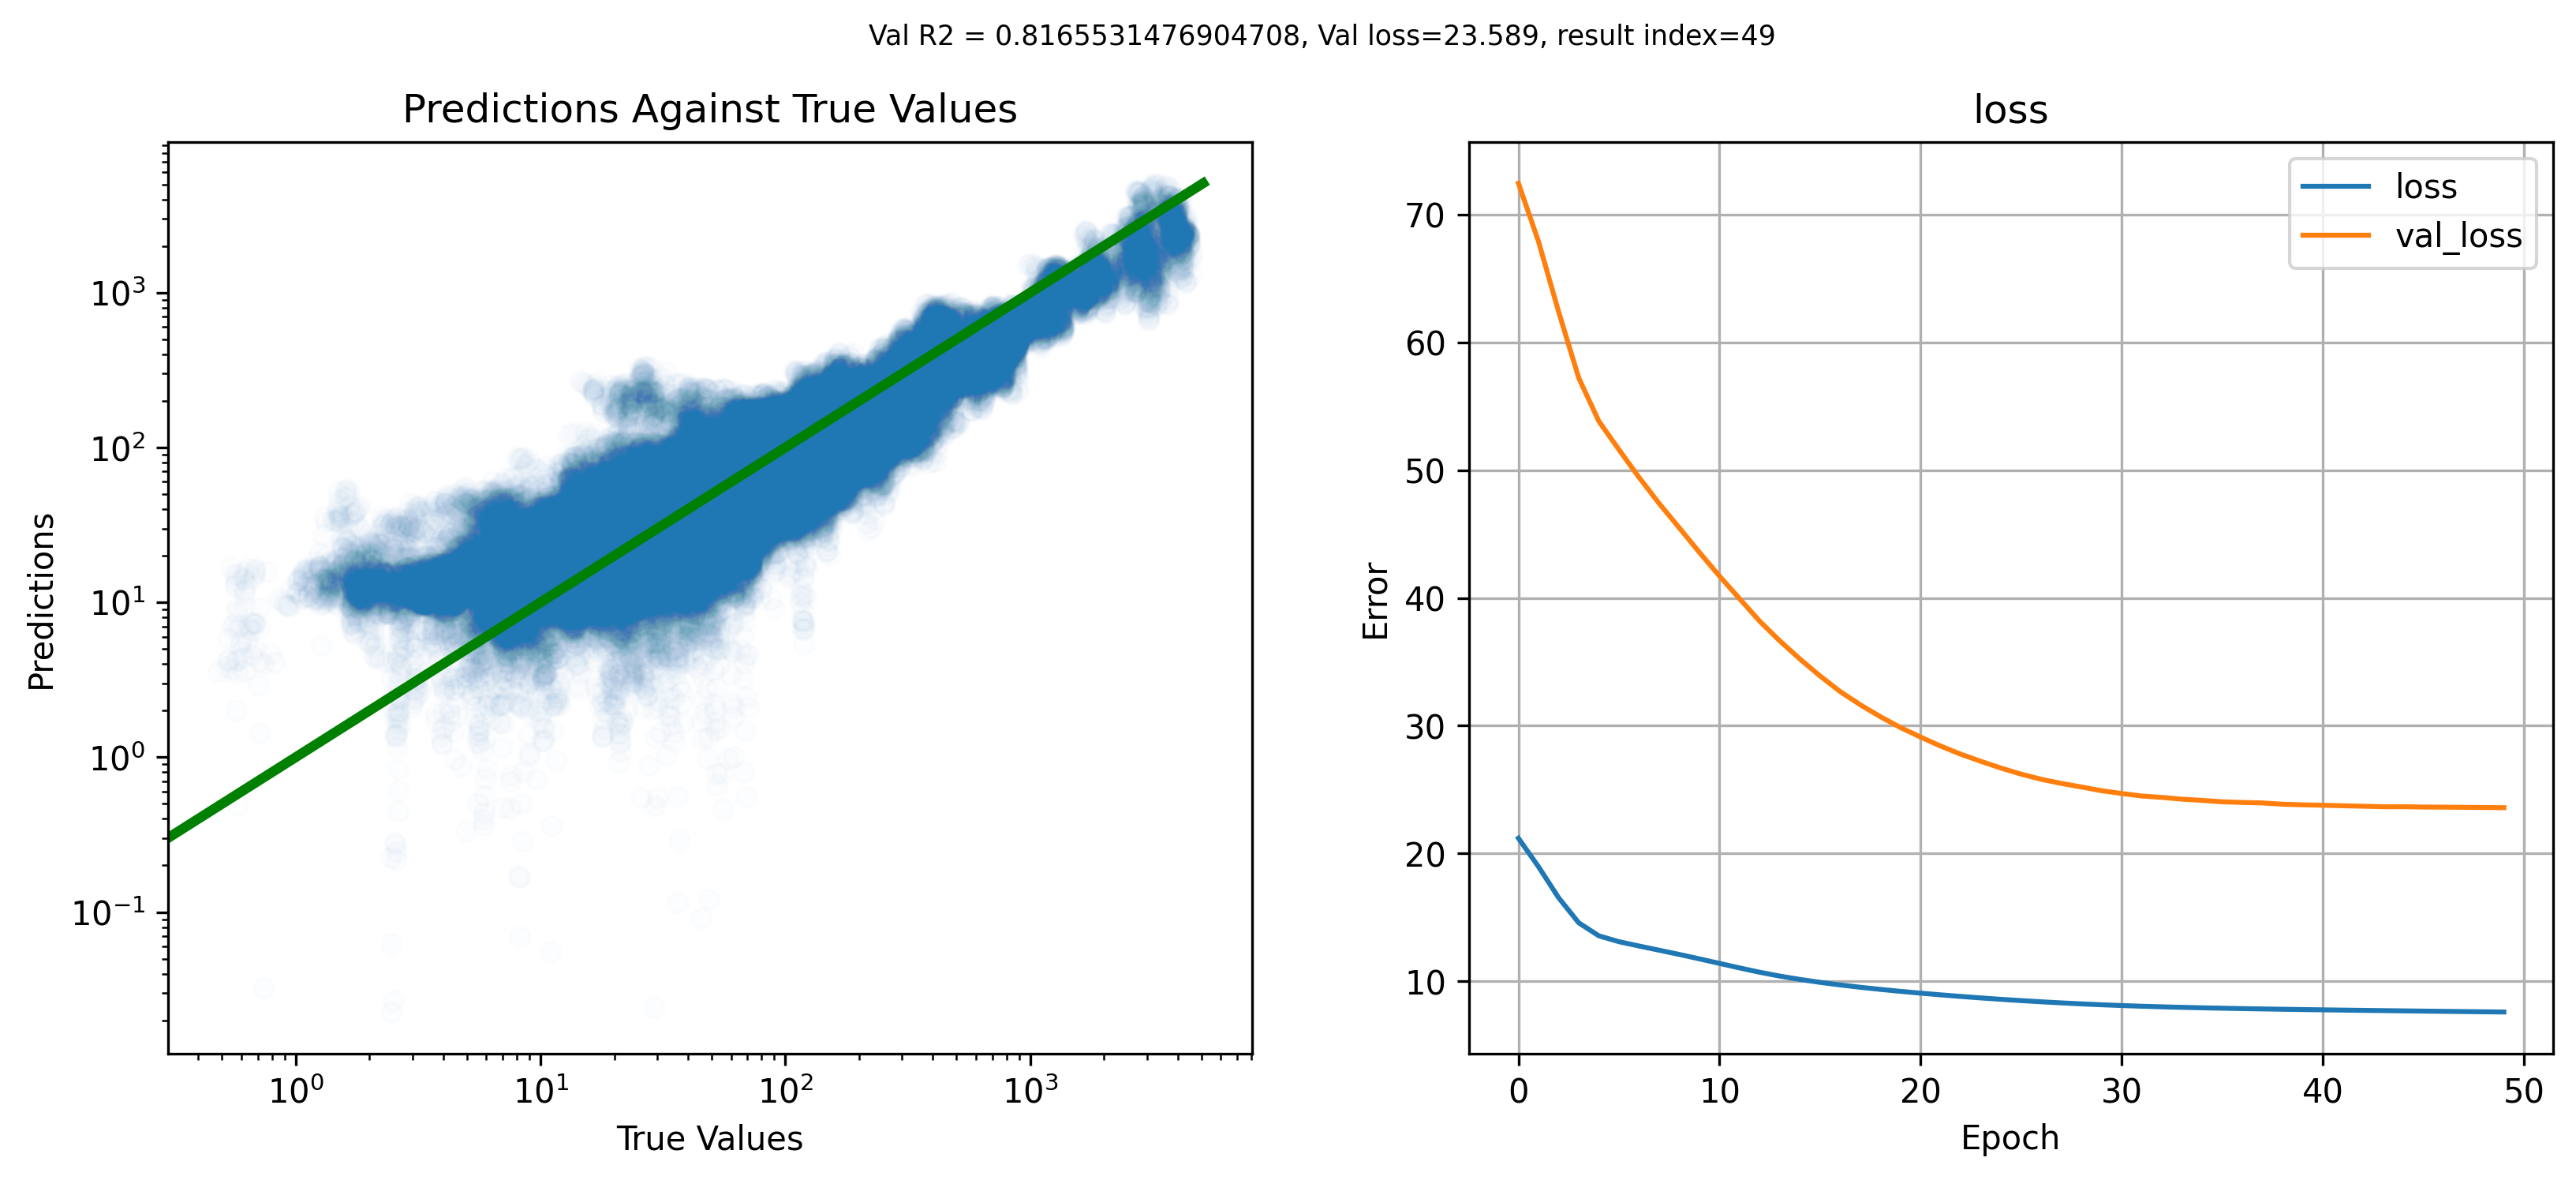 Val R2 = 0.8165531476904708, Val loss=23.589, result index=49
Predictions Against True Values
10³
10²
10¹
10⁰
10⁻¹
Predictions
10⁰ 10¹ 10² 10³
True Values
loss
loss
val_loss
70
60
50
40
30
20
10
Error
0 10 20 30 40 50
Epoch